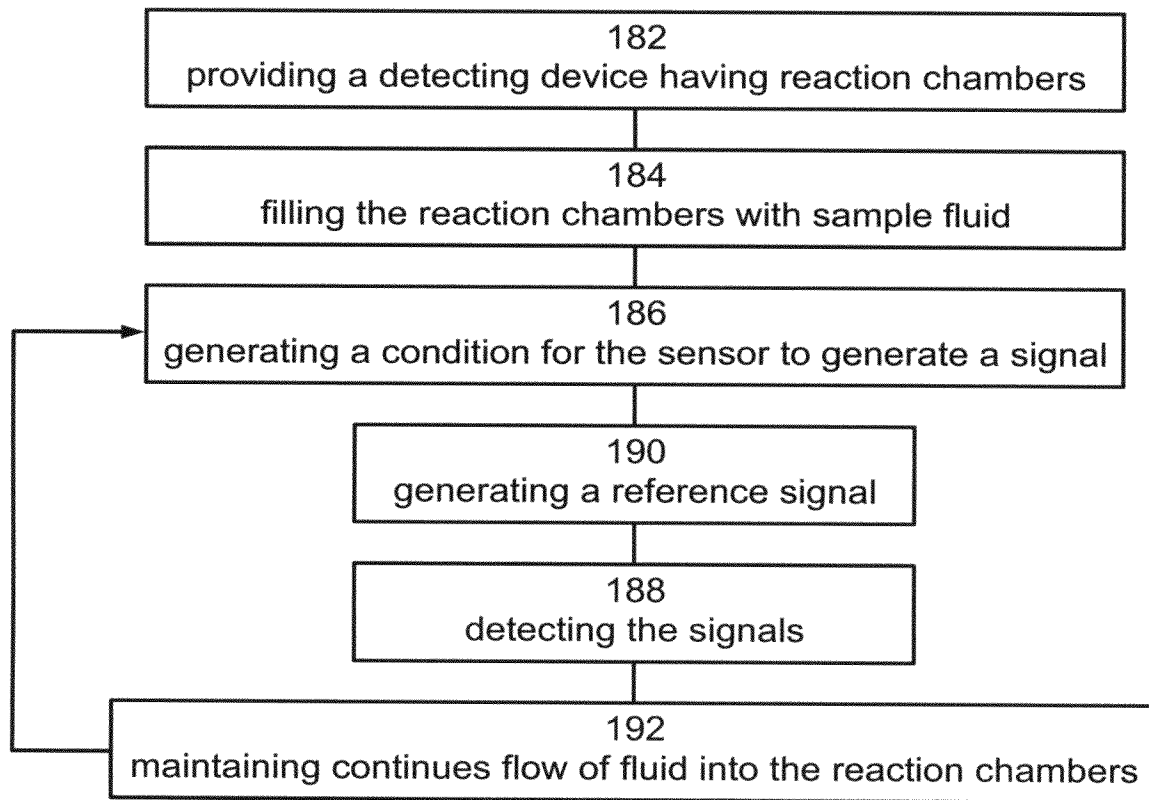 182
providing a detecting device having reaction chambers
184
filling the reaction chambers with sample fluid
186
generating a condition for the sensor to generate a signal
190
generating a reference signal
188
detecting the signals
192
maintaining continues flow of fluid into the reaction chambers